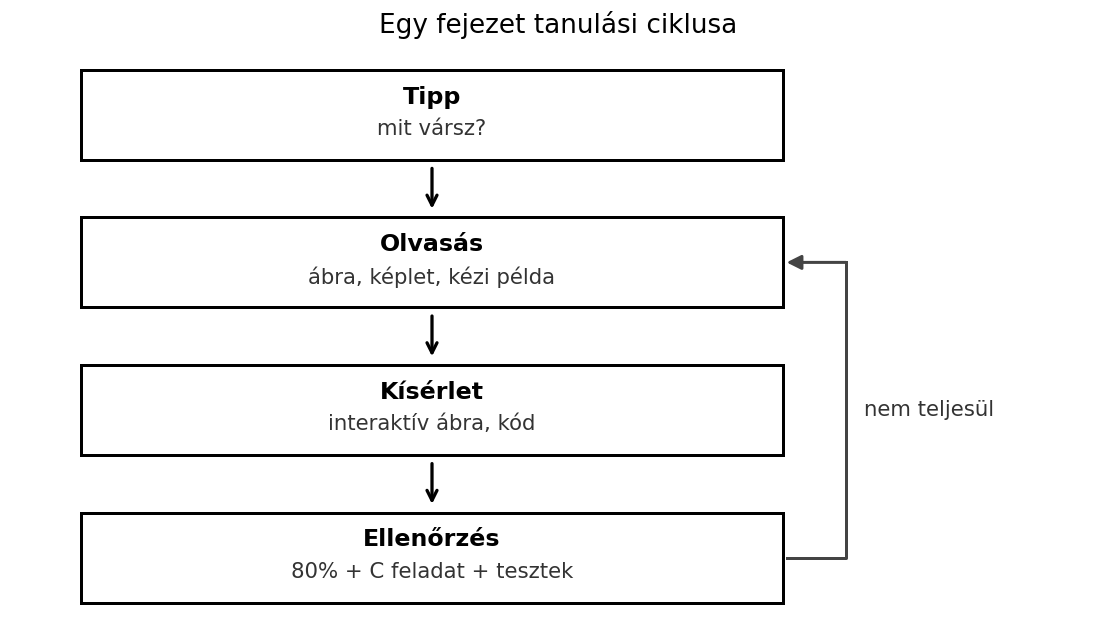 Egy fejezet tanulási ciklusa
Tipp
mit vársz?
Olvasás
ábra, képlet, kézi példa
Kísérlet
interaktív ábra, kód
nem teljesül
Ellenőrzés
80% + C feladat + tesztek